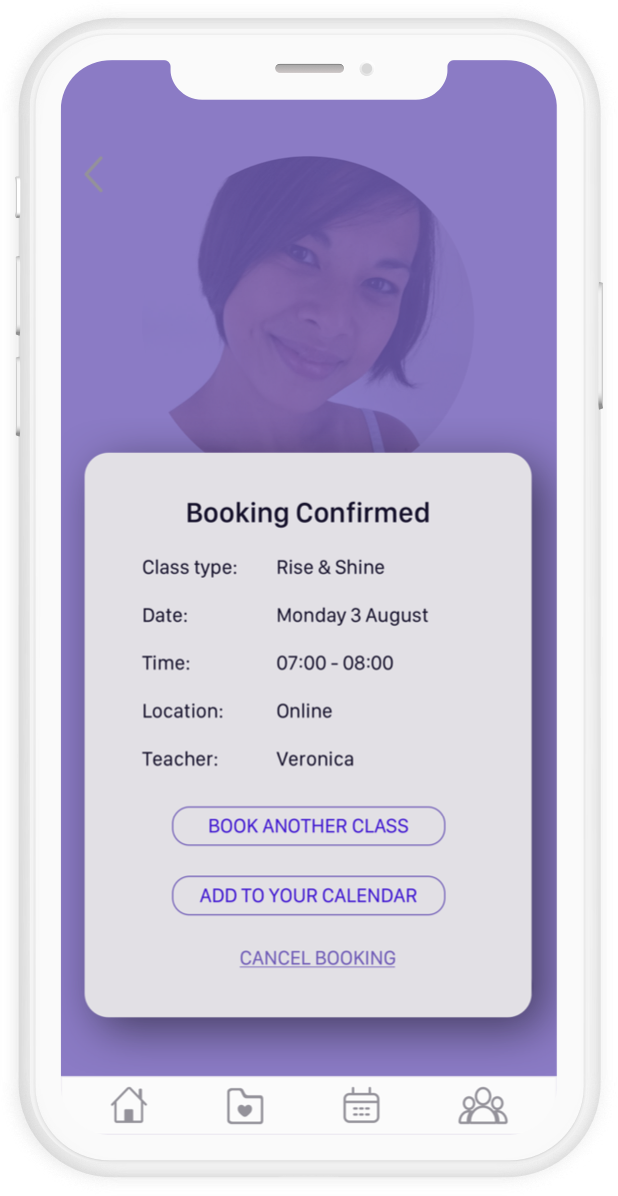 Booking Confirmed
Class type: Rise & Shine
Date: Monday 3 August
Time: 07:00 - 08:00
Location: Online
Teacher: Veronica
BOOK ANOTHER CLASS
ADD TO YOUR CALENDAR
CANCEL BOOKING